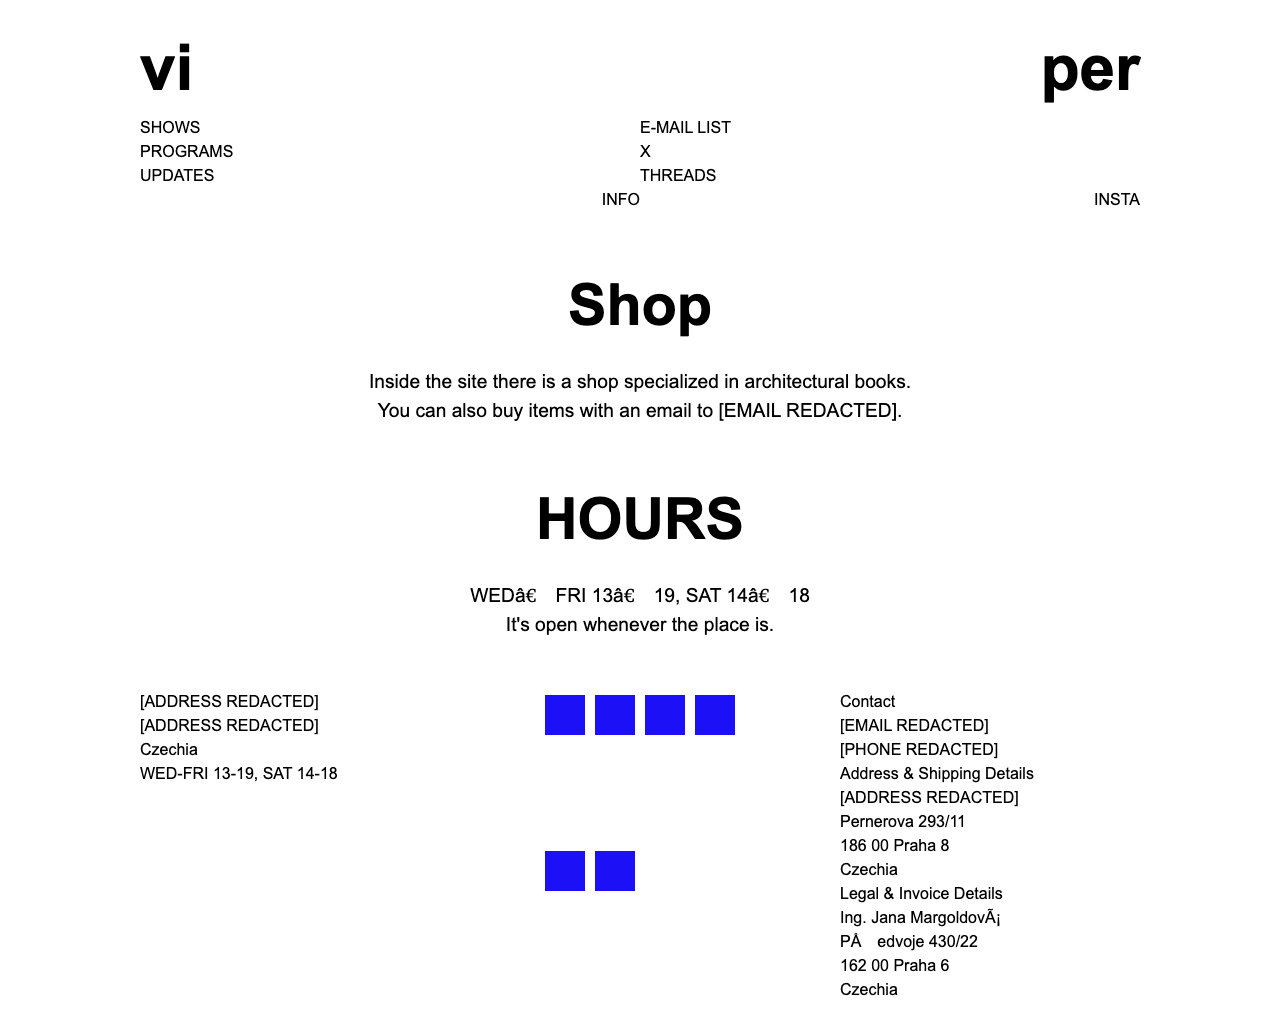 vi per
SHOWS
PROGRAMS
UPDATES
INFO
E-MAIL LIST
X
THREADS
INSTA
Shop
Inside the site there is a shop specialized in architectural books.
You can also buy items with an email to [EMAIL REDACTED].
HOURS
WEDâ€ FRI 13â€ 19, SAT 14â€ 18
It's open whenever the place is.
[ADDRESS REDACTED]
[ADDRESS REDACTED]
Czechia
WED-FRI 13-19, SAT 14-18
Contact
[EMAIL REDACTED]
[PHONE REDACTED]
Address & Shipping Details
[ADDRESS REDACTED]
Pernerova 293/11
186 00 Praha 8
Czechia
Legal & Invoice Details
Ing. Jana MargoldovÃ¡
PÅ edvoje 430/22
162 00 Praha 6
Czechia